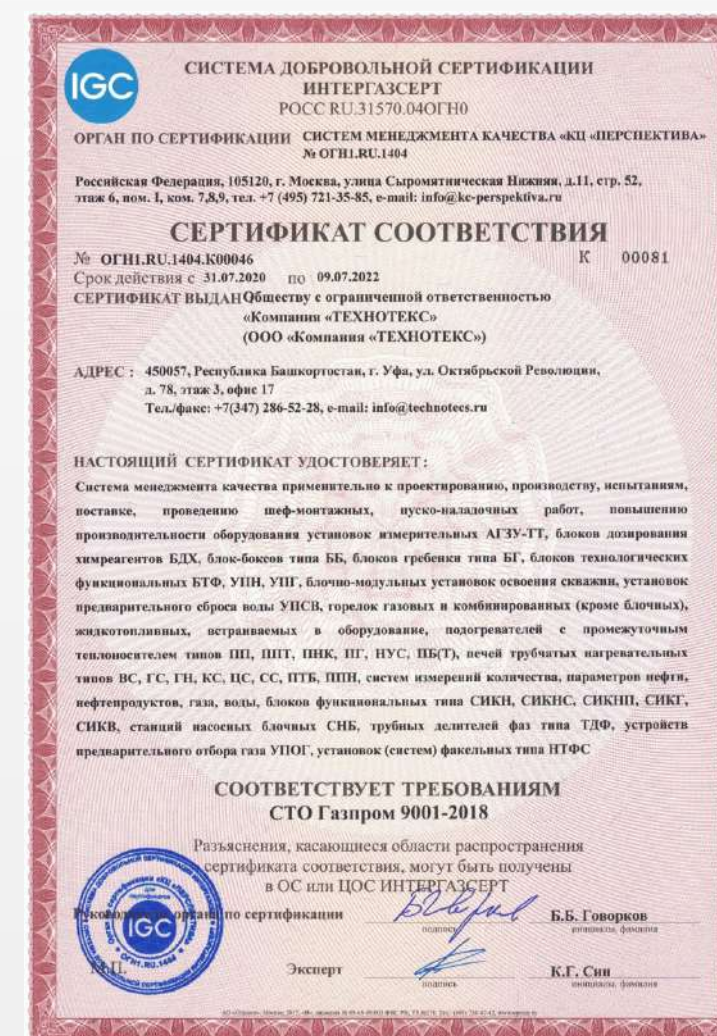 IGC
СИСТЕМА ДОБРОВОЛЬНОЙ СЕРТИФИКАЦИИ
ИНТЕРГАЗСЕРТ
РОСС RU.31570.04ОГН0
ОРГАН ПО СЕРТИФИКАЦИИ СИСТЕМ МЕНЕДЖМЕНТА КАЧЕСТВА «КЦ «ПЕРСПЕКТИВА»
№ ОГН1.RU.1404
Российская Федерация, 105120, г. Москва, улица Сыромятническая Нижняя, д.11, стр. 52,
этаж 6, пом. I, ком. 7,8,9, тел. +7 (495) 721-35-85, e-mail: info@kc-perspektiva.ru
СЕРТИФИКАТ СООТВЕТСТВИЯ
№ ОГН1.RU.1404.К00046 К 00081
Срок действия с 31.07.2020 по 09.07.2022
СЕРТИФИКАТ ВЫДАН Обществу с ограниченной ответственностью
«Компания «ТЕХНОТЕКС»
(ООО «Компания «ТЕХНОТЕКС»)
АДРЕС : 450057, Республика Башкортостан, г. Уфа, ул. Октябрьской Революции,
д. 78, этаж 3, офис 17
Тел./факс: +7(347) 286-52-28, e-mail: info@technotecs.ru
НАСТОЯЩИЙ СЕРТИФИКАТ УДОСТОВЕРЯЕТ :
Система менеджмента качества применительно к проектированию, производству, испытаниям,
поставке, проведению шеф-монтажных, пуско-наладочных работ, повышению
производительности оборудования установок измерительных АГЗУ-ТТ, блоков дозирования
химреагентов БДХ, блок-боксов типа ББ, блоков гребенки типа БГ, блоков технологических
функциональных БТФ, УПН, УПГ, блочно-модульных установок освоения скважин, установок
предварительного сброса воды УПСВ, горелок газовых и комбинированных (кроме блочных),
жидкотопливных, встраиваемых в оборудование, подогревателей с промежуточным
теплоносителем типов ПП, ППТ, ПНК, ПГ, НУС, ПБ(Т), печей трубчатых нагревательных
типов ВС, ГС, ГН, КС, ЦС, СС, ПТБ, ППН, систем измерений количества, параметров нефти,
нефтепродуктов, газа, воды, блоков функциональных типа СИКН, СИКНС, СИКНП, СИКГ,
СИКВ, станций насосных блочных СНБ, трубных делителей фаз типа ТДФ, устройств
предварительного отбора газа УПОГ, установок (систем) факельных типа НТФС
СООТВЕТСТВУЕТ ТРЕБОВАНИЯМ
СТО Газпром 9001-2018
Разъяснения, касающиеся области распространения
сертификата соответствия, могут быть получены
в ОС или ЦОС ИНТЕРГАЗСЕРТ
Руководитель органа по сертификации Б.Б. Говорков
подпись инициалы, фамилия
IGC
М.П.
Эксперт К.Г. Син
подпись инициалы, фамилия